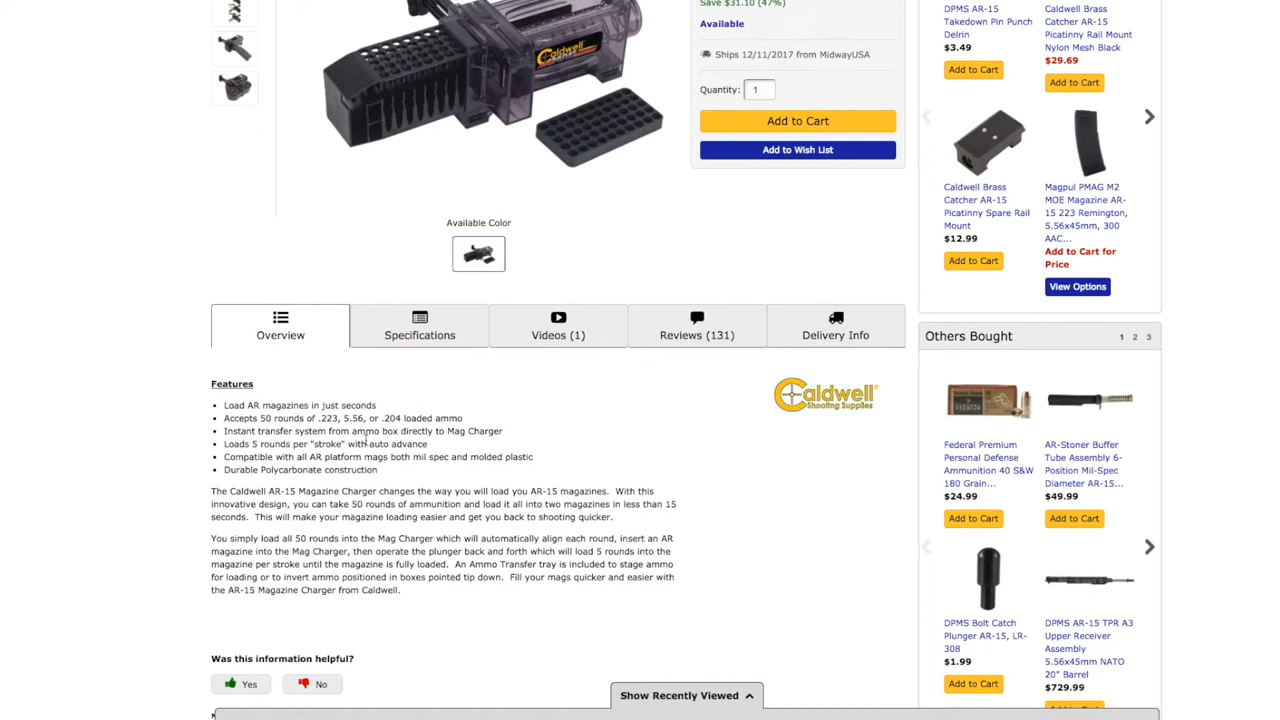 Save $31.10 (47%)
Available
Ships 12/11/2017 from MidwayUSA
Quantity: 1
Add to Cart
Add to Wish List
Caldwell
Available Color
Overview
Specifications
Videos (1)
Reviews (131)
Delivery Info
Features
Caldwell
Shooting Supplies
• Load AR magazines in just seconds
• Accepts 50 rounds of .223, 5.56, or .204 loaded ammo
• Instant transfer system from ammo box directly to Mag Charger
• Loads 5 rounds per "stroke" with auto advance
• Compatible with all AR platform mags both mil spec and molded plastic
• Durable Polycarbonate construction
The Caldwell AR-15 Magazine Charger changes the way you will load you AR-15 magazines. With this
innovative design, you can take 50 rounds of ammunition and load it all into two magazines in less than 15
seconds. This will make your magazine loading easier and get you back to shooting quicker.
You simply load all 50 rounds into the Mag Charger which will automatically align each round, insert an AR
magazine into the Mag Charger, then operate the plunger back and forth which will load 5 rounds into the
magazine per stroke until the magazine is fully loaded. An Ammo Transfer tray is included to stage ammo
for loading or to invert ammo positioned in boxes pointed tip down. Fill your mags quicker and easier with
the AR-15 Magazine Charger from Caldwell.
Was this information helpful?
Yes
No
Show Recently Viewed
DPMS AR-15
Takedown Pin Punch
Delrin
$3.49
Add to Cart
Caldwell Brass
Catcher AR-15
Picatinny Rail Mount
Nylon Mesh Black
$29.69
Add to Cart
Caldwell Brass
Catcher AR-15
Picatinny Spare Rail
Mount
$12.99
Add to Cart
Magpul PMAG M2
MOE Magazine AR-
15 223 Remington,
5.56x45mm, 300
AAC...
Add to Cart for
Price
View Options
Others Bought
1 2 3
Federal Premium
Personal Defense
Ammunition 40 S&W
180 Grain...
$24.99
Add to Cart
AR-Stoner Buffer
Tube Assembly 6-
Position Mil-Spec
Diameter AR-15...
$49.99
Add to Cart
DPMS Bolt Catch
Plunger AR-15, LR-
308
$1.99
Add to Cart
DPMS AR-15 TPR A3
Upper Receiver
Assembly
5.56x45mm NATO
20" Barrel
$729.99